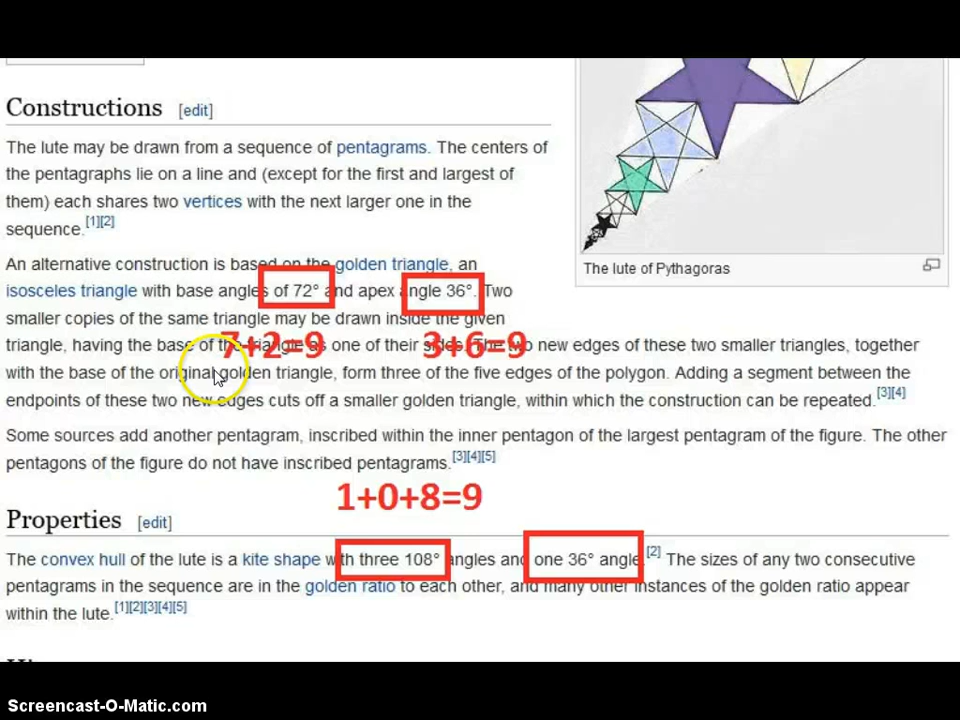 Constructions [edit]
The lute may be drawn from a sequence of pentagrams. The centers of
the pentagraphs lie on a line and (except for the first and largest of
them) each shares two vertices with the next larger one in the
sequence.[1][2]
The lute of Pythagoras
An alternative construction is based on the golden triangle, an
isosceles triangle with base angles of 72° and apex angle 36°. Two
smaller copies of the same triangle may be drawn inside the given
7+2=9 3+6=9
triangle, having the base of the triangle as one of their sides. The two new edges of these two smaller triangles, together
with the base of the original golden triangle, form three of the five edges of the polygon. Adding a segment between the
endpoints of these two new edges cuts off a smaller golden triangle, within which the construction can be repeated.[3][4]
Some sources add another pentagram, inscribed within the inner pentagon of the largest pentagram of the figure. The other
pentagons of the figure do not have inscribed pentagrams.[3][4][5]
1+0+8=9
Properties [edit]
The convex hull of the lute is a kite shape with three 108° angles and one 36° angle.[2] The sizes of any two consecutive
pentagrams in the sequence are in the golden ratio to each other, and many other instances of the golden ratio appear
within the lute.[1][2][3][4][5]
Screencast-O-Matic.com